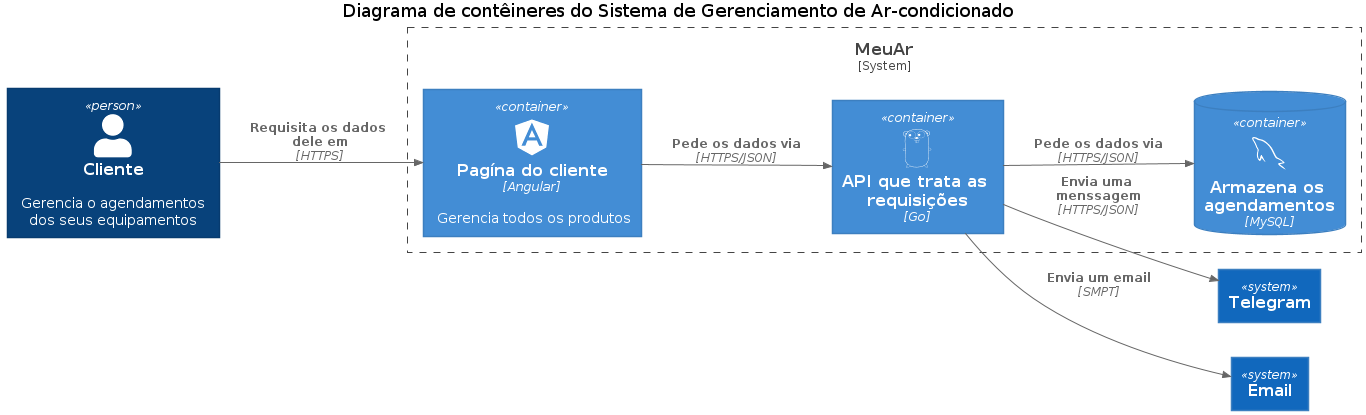 Diagrama de contêineres do Sistema de Gerenciamento de Ar-condicionado
MeuAr
[System]
«person»
Cliente
Gerencia o agendamentos
dos seus equipamentos
Requisita os dados
dele em
[HTTPS]
«container»
Pagína do cliente
[Angular]
Gerencia todos os produtos
Pede os dados via
[HTTPS/JSON]
«container»
API que trata as
requisições
[Go]
Pede os dados via
[HTTPS/JSON]
Envia uma
menssagem
[HTTPS/JSON]
«container»
Armazena os
agendamentos
[MySQL]
Envia um email
[SMPT]
«system»
Telegram
«system»
Email